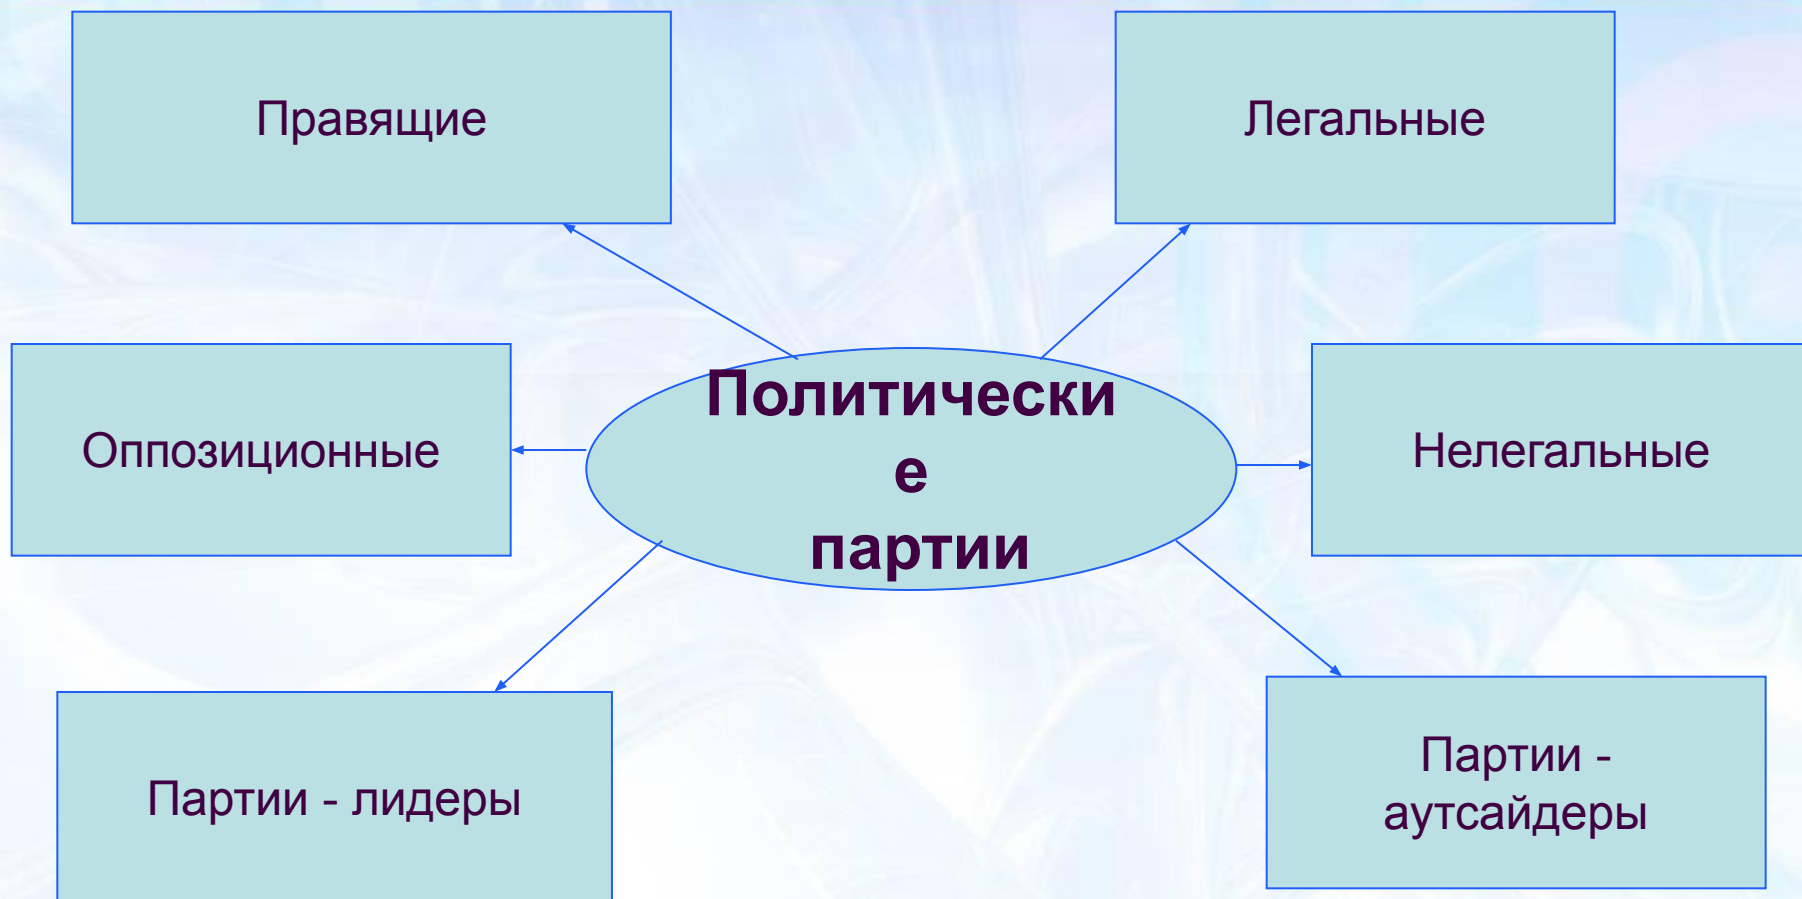 Правящие
Легальные
Политически
е
партии
Оппозиционные
Нелегальные
Партии - лидеры
Партии -
аутсайдеры